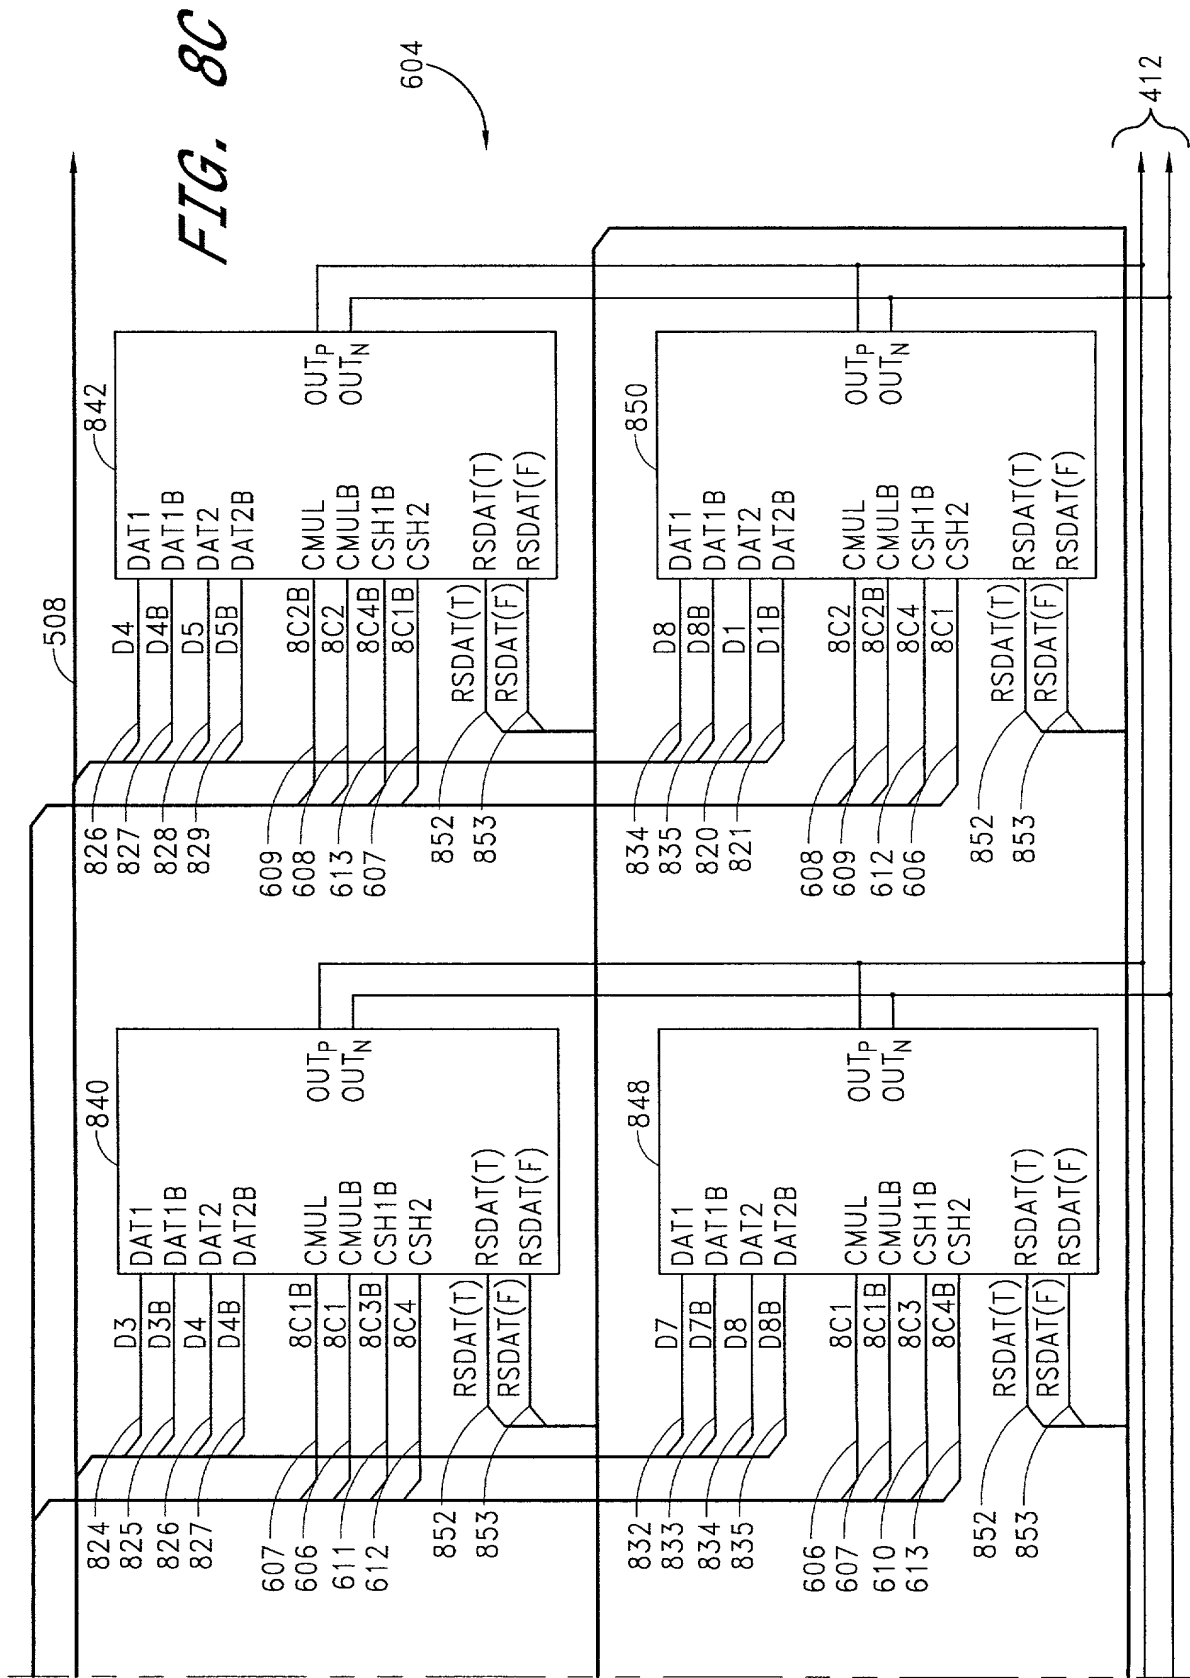 FIG. 8C
604
508
412
840
DAT1
DAT1B
DAT2
DAT2B
CMUL
CMULB
CSH1B
CSH2
RSDAT(T)
RSDAT(F)
OUTP
OUTN
D3
D3B
D4
D4B
8C1B
8C1
8C3B
8C4
RSDAT(T)
RSDAT(F)
824
825
826
827
607
606
611
612
852
853
842
DAT1
DAT1B
DAT2
DAT2B
CMUL
CMULB
CSH1B
CSH2
RSDAT(T)
RSDAT(F)
OUTP
OUTN
D4
D4B
D5
D5B
8C2B
8C2
8C4B
8C1B
RSDAT(T)
RSDAT(F)
826
827
828
829
609
608
613
607
852
853
848
DAT1
DAT1B
DAT2
DAT2B
CMUL
CMULB
CSH1B
CSH2
RSDAT(T)
RSDAT(F)
OUTP
OUTN
D7
D7B
D8
D8B
8C1
8C1B
8C3
8C4B
RSDAT(T)
RSDAT(F)
832
833
834
835
606
607
610
613
852
853
850
DAT1
DAT1B
DAT2
DAT2B
CMUL
CMULB
CSH1B
CSH2
RSDAT(T)
RSDAT(F)
OUTP
OUTN
D8
D8B
D1
D1B
8C2
8C2B
8C4
8C1
RSDAT(T)
RSDAT(F)
834
835
820
821
608
609
612
606
852
853